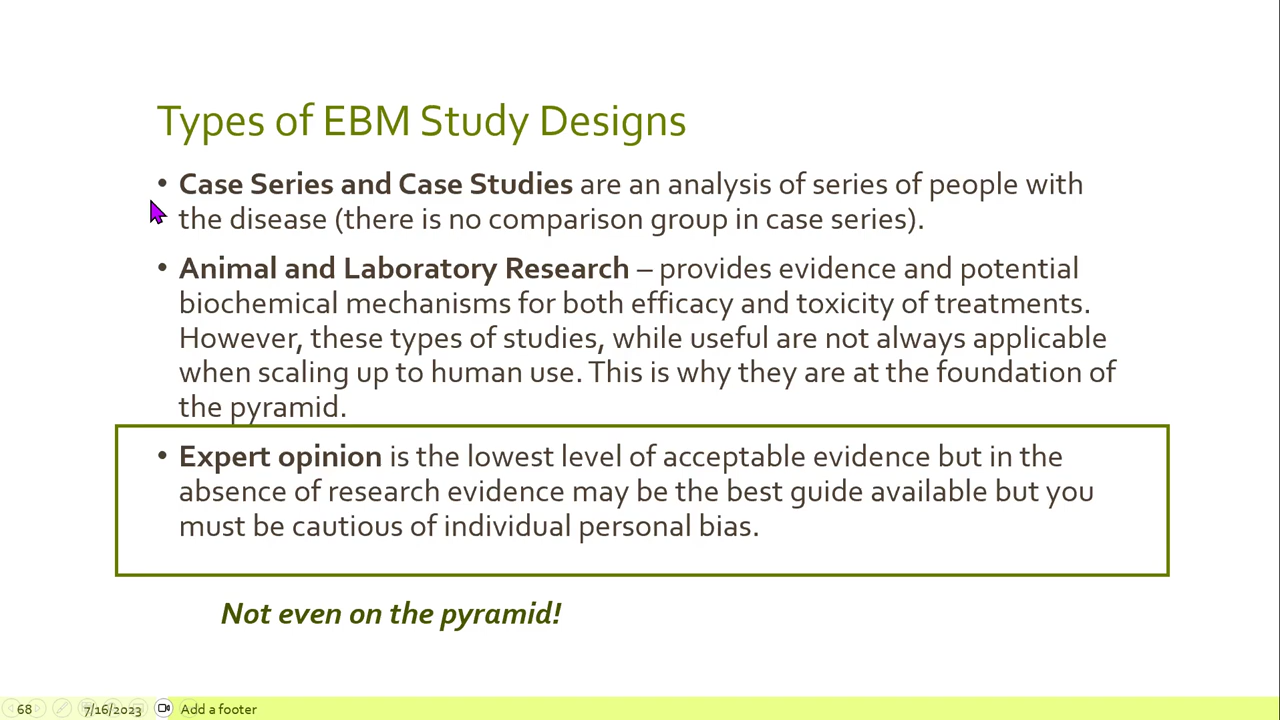 Types of EBM Study Designs
• Case Series and Case Studies are an analysis of series of people with
the disease (there is no comparison group in case series).
• Animal and Laboratory Research – provides evidence and potential
biochemical mechanisms for both efficacy and toxicity of treatments.
However, these types of studies, while useful are not always applicable
when scaling up to human use. This is why they are at the foundation of
the pyramid.
• Expert opinion is the lowest level of acceptable evidence but in the
absence of research evidence may be the best guide available but you
must be cautious of individual personal bias.
Not even on the pyramid!
68 7/16/2023 Add a footer